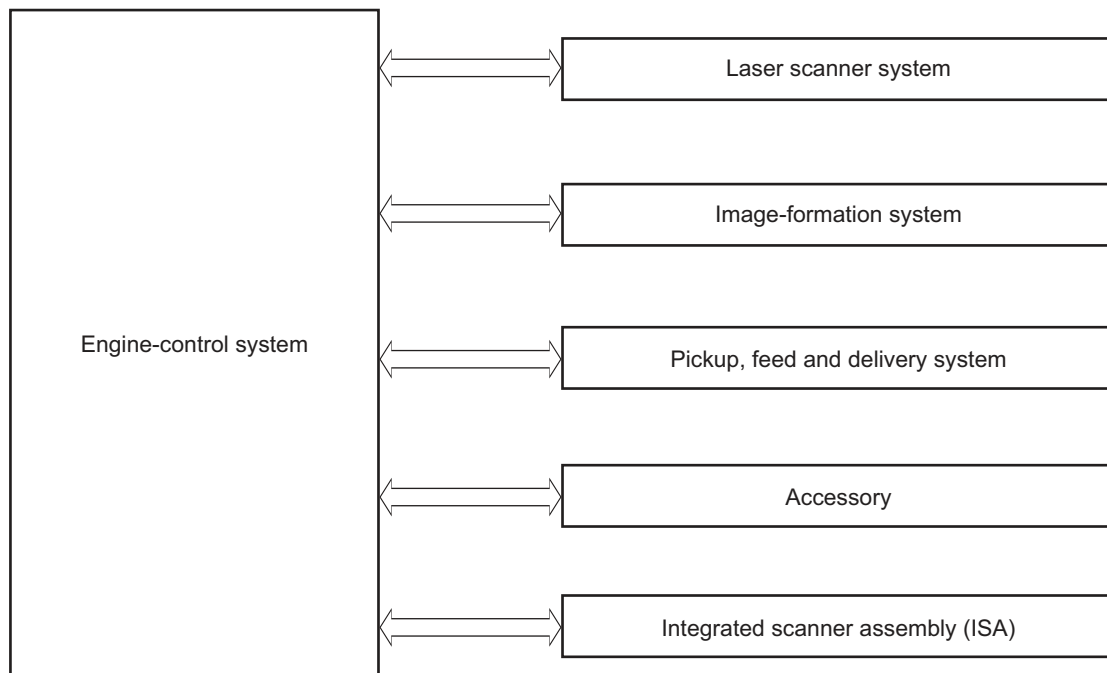 Laser scanner system
Image-formation system
Engine-control system
Pickup, feed and delivery system
Accessory
Integrated scanner assembly (ISA)